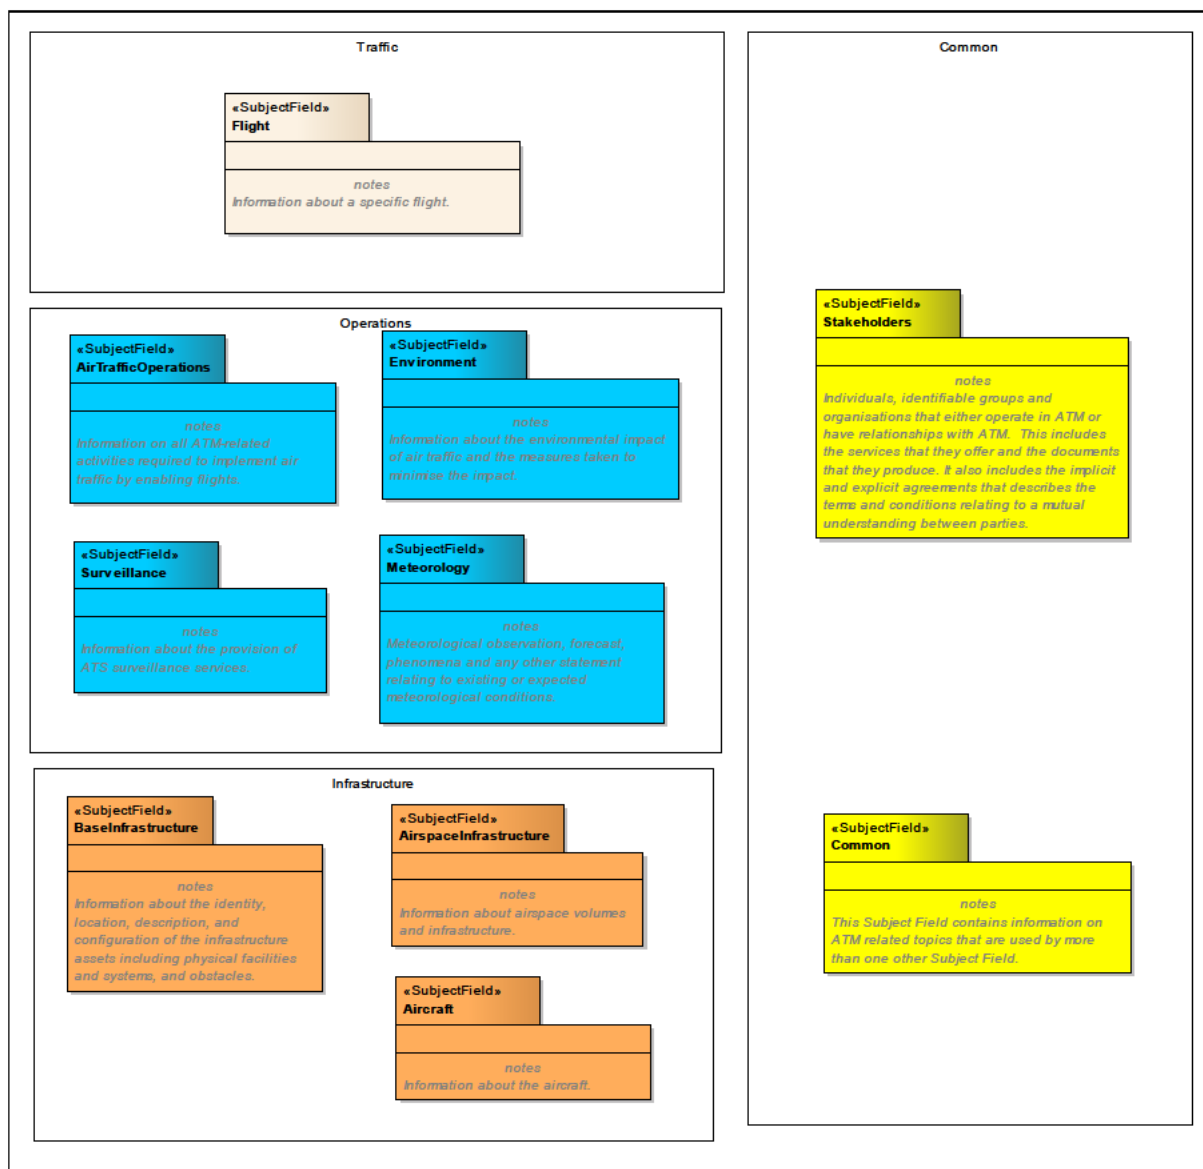 Traffic
«SubjectField»
Flight
notes
Information about a specific flight.
Operations
«SubjectField»
AirTrafficOperations
notes
Information on all ATM-related
activities required to implement air
traffic by enabling flights.
«SubjectField»
Environment
notes
Information about the environmental impact
of air traffic and the measures taken to
minimise the impact.
«SubjectField»
Surveillance
notes
Information about the provision of
ATS surveillance services.
«SubjectField»
Meteorology
notes
Meteorological observation, forecast,
phenomena and any other statement
relating to existing or expected
meteorological conditions.
Infrastructure
«SubjectField»
BaseInfrastructure
notes
Information about the identity,
location, description, and
configuration of the infrastructure
assets including physical facilities
and systems, and obstacles.
«SubjectField»
AirspaceInfrastructure
notes
Information about airspace volumes
and infrastructure.
«SubjectField»
Aircraft
notes
Information about the aircraft.
Common
«SubjectField»
Stakeholders
notes
Individuals, identifiable groups and
organisations that either operate in ATM or
have relationships with ATM.  This includes
the services that they offer and the documents
that they produce. It also includes the implicit
and explicit agreements that describes the
terms and conditions relating to a mutual
understanding between parties.
«SubjectField»
Common
notes
This Subject Field contains information on
ATM related topics that are used by more
than one other Subject Field.